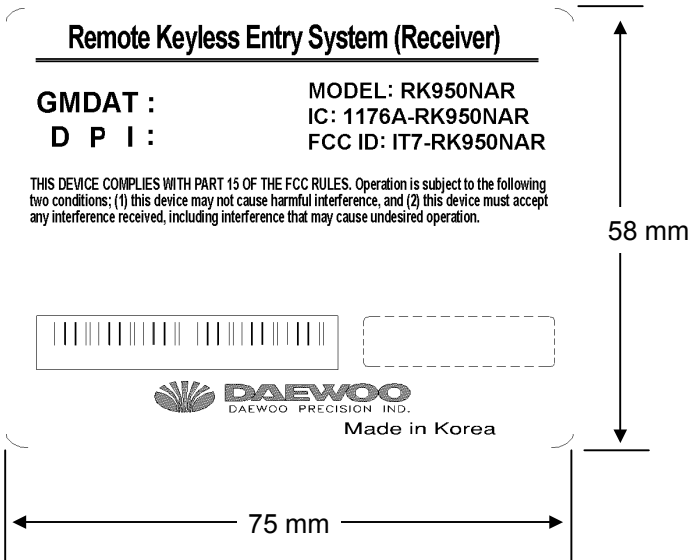 Remote Keyless Entry System (Receiver)
GMDAT :
D P I :
MODEL: RK950NAR
IC: 1176A-RK950NAR
FCC ID: IT7-RK950NAR
THIS DEVICE COMPLIES WITH PART 15 OF THE FCC RULES. Operation is subject to the following
two conditions; (1) this device may not cause harmful interference, and (2) this device must accept
any interference received, including interference that may cause undesired operation.
58 mm
DAEWOO
DAEWOO PRECISION IND.
Made in Korea
75 mm